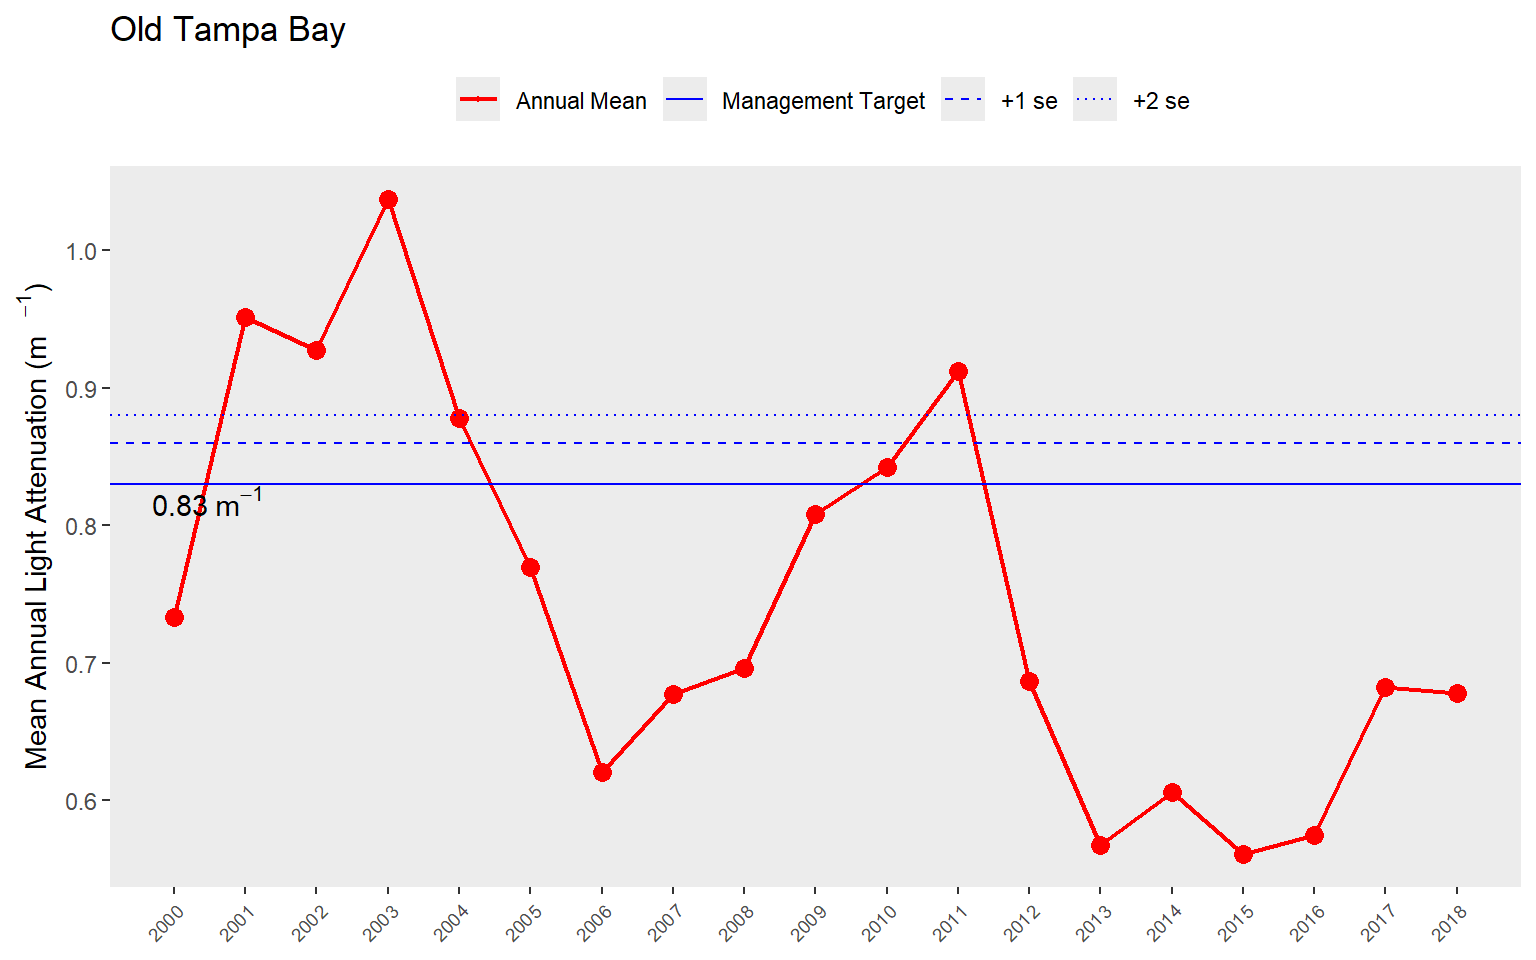 Old Tampa Bay
Annual Mean Management Target +1 se +2 se
Mean Annual Light Attenuation (m ⁻¹)
1.0
0.9
0.8
0.7
0.6
0.83 m⁻¹
2000 2001 2002 2003 2004 2005 2006 2007 2008 2009 2010 2011 2012 2013 2014 2015 2016 2017 2018